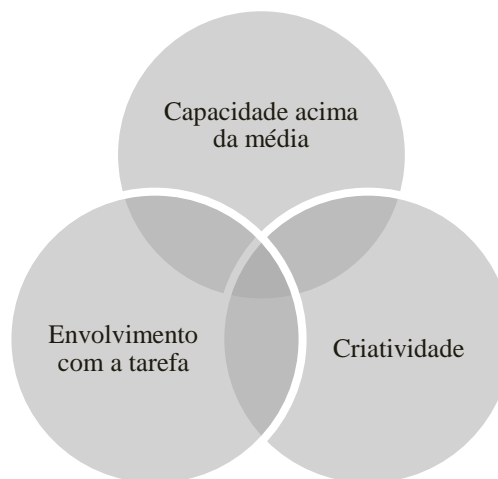 Capacidade acima
da média
Envolvimento
com a tarefa
Criatividade